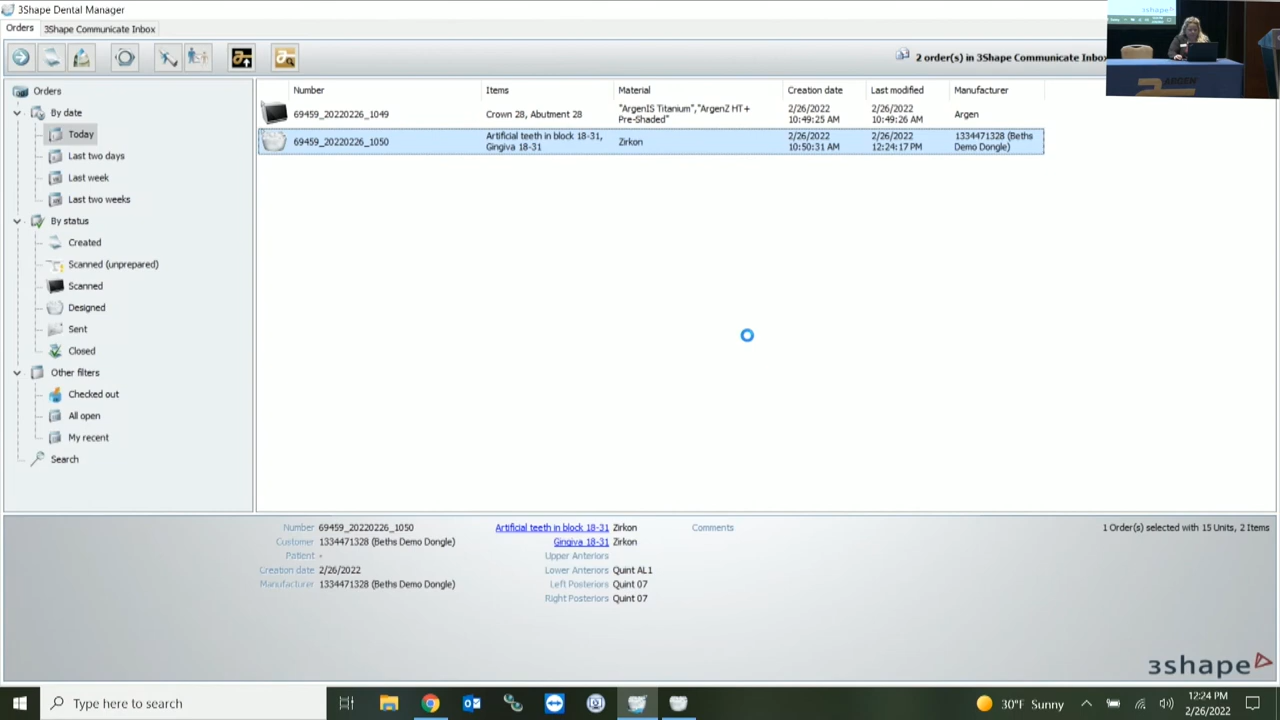 3Shape Dental Manager
Orders
3Shape Communicate Inbox
2 order(s) in 3Shape Communicate Inbox
3shape
ARGEN
Orders
By date
Today
Last two days
Last week
Last two weeks
By status
Created
Scanned (unprepared)
Scanned
Designed
Sent
Closed
Other filters
Checked out
All open
My recent
Search
Number Items Material Creation date Last modified Manufacturer
69459_20220226_1049 Crown 28, Abutment 28 "ArgenIS Titanium","ArgenZ HT+ Pre-Shaded" 2/26/2022 10:49:25 AM 2/26/2022 10:49:26 AM Argen
69459_20220226_1050 Artificial teeth in block 18-31, Gingiva 18-31 Zirkon 2/26/2022 10:50:31 AM 2/26/2022 12:24:17 PM 1334471328 (Beths Demo Dongle)
Number 69459_20220226_1050
Customer 1334471328 (Beths Demo Dongle)
Patient -
Creation date 2/26/2022
Manufacturer 1334471328 (Beths Demo Dongle)
Artificial teeth in block 18-31 Zirkon
Gingiva 18-31 Zirkon
Upper Anteriors
Lower Anteriors Quint AL1
Left Posteriors Quint 07
Right Posteriors Quint 07
Comments
1 Order(s) selected with 15 Units, 2 Items
3shape
Type here to search
30°F Sunny
12:24 PM
2/26/2022